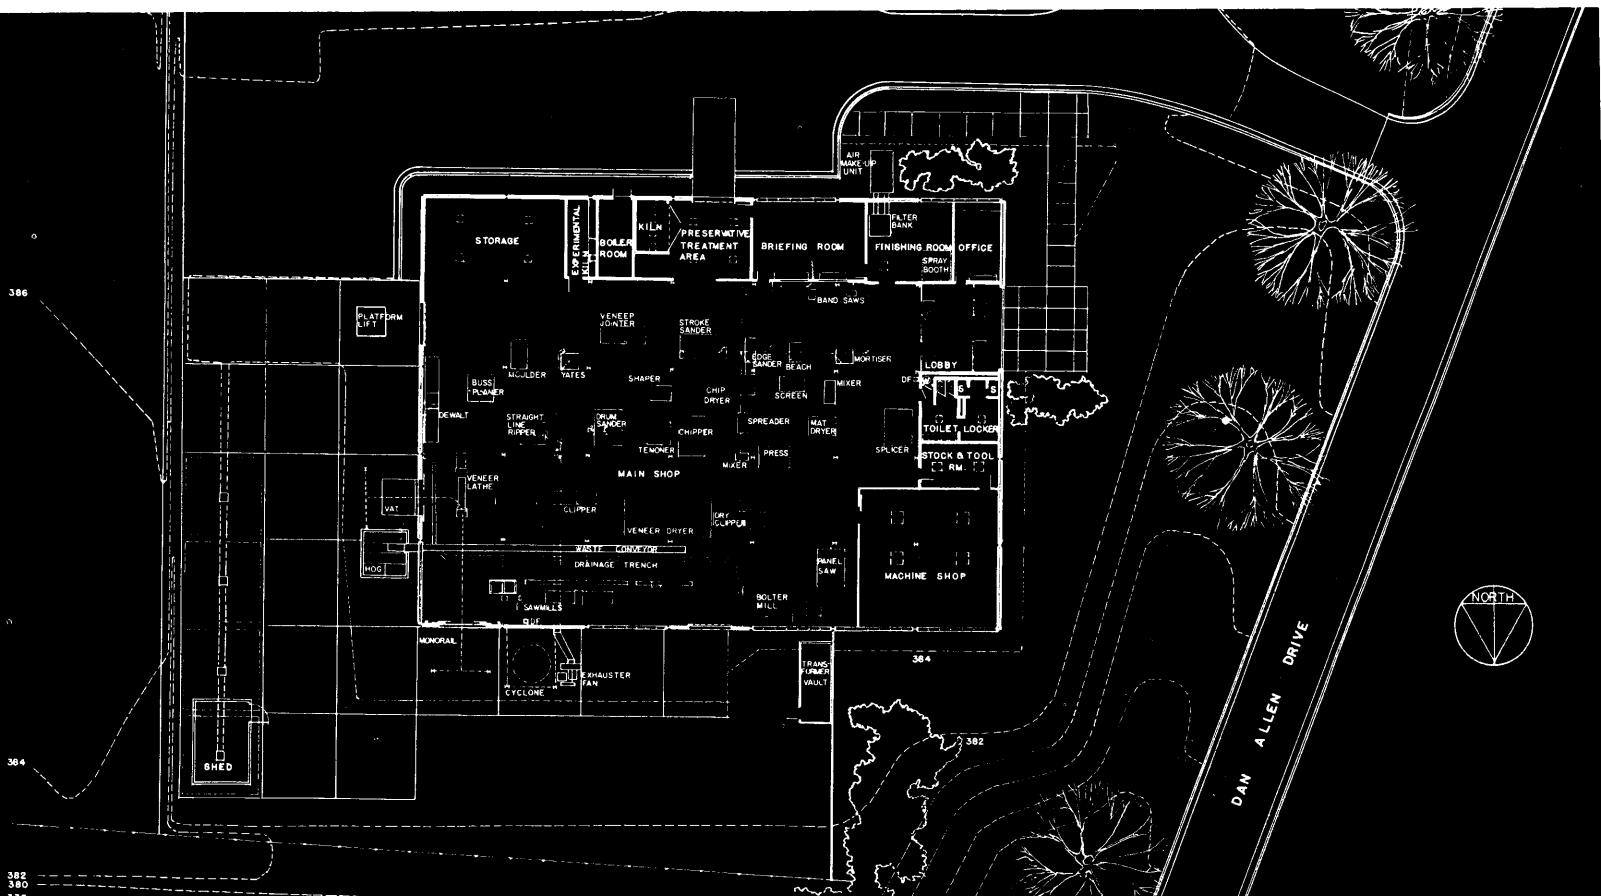 AIR
MAKE-UP
UNIT
FILTER
BANK
STORAGE
EXPERIMENTAL
KILN
BOILER
ROOM
KILN
PRESERVATIVE
TREATMENT
AREA
BRIEFING ROOM
FINISHING ROOM
OFFICE
SPRAY
BOOTH
386
BAND SAWS
PLATFORM
LIFT
VENEEP
JOINTER
STROKE
SANDER
EDGE
SANDER
BEACH
MORTISER
LOBBY
MOULDER
YATES
SHAPER
BUSS
PLANER
CHIP
DRYER
SCREEN
MIXER
DF
S
S
S
DEWALT
STRAIGHT
LINE
RIPPER
DRUM
SANDER
CHIPPER
SPREADER
MAT
DRYER
TOILET
LOCKER
TENONER
MIXER
PRESS
SPLICER
STOCK & TOOL
RM.
MAIN SHOP
VENEER
LATHE
VAT
CLIPPER
VENEER DRYER
DRY
CLIPPER
WASTE CONVEYOR
HOG
DRAINAGE TRENCH
PANEL
SAW
MACHINE SHOP
SAWMILLS
BOLTER
MILL
DF
NORTH
MONORAIL
384
TRANS-
FORMER
VAULT
EXHAUSTER
FAN
CYCLONE
382
DAN ALLEN DRIVE
384
SHED
382
380